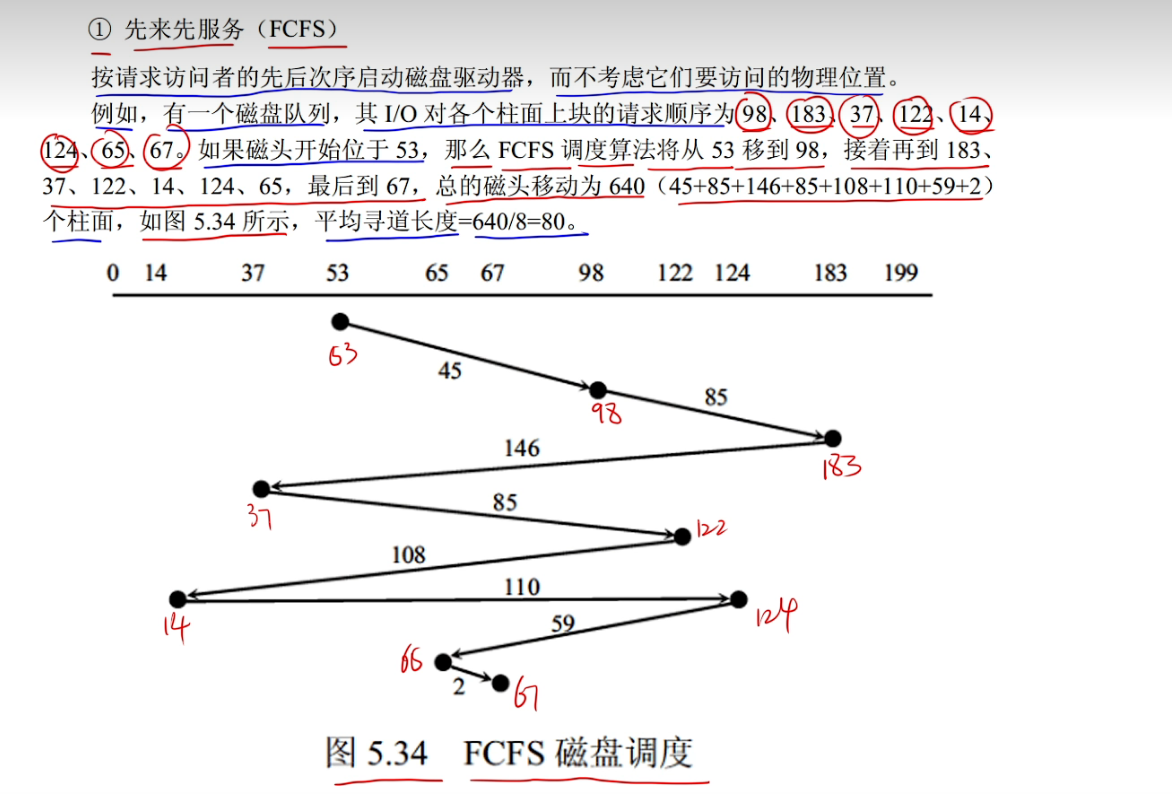 ① 先来先服务（FCFS）
按请求访问者的先后次序启动磁盘驱动器，而不考虑它们要访问的物理位置。
例如，有一个磁盘队列，其 I/O 对各个柱面上块的请求顺序为 98、183、37、122、14、
124、65、67。如果磁头开始位于 53，那么 FCFS 调度算法将从 53 移到 98，接着再到 183、
37、122、14、124、65，最后到 67，总的磁头移动为 640（45+85+146+85+108+110+59+2）
个柱面，如图 5.34 所示，平均寻道长度=640/8=80。
0 14 37 53 65 67 98 122 124 183 199
53
45
98
85
183
146
37
85
122
108
14
110
124
59
65
2
67
图 5.34 FCFS 磁盘调度